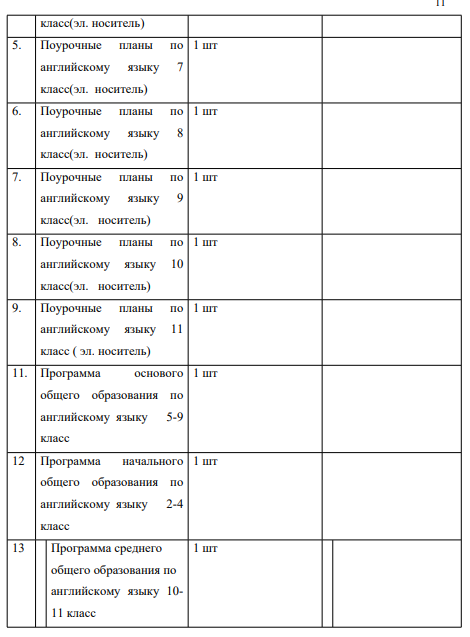 11
класс(эл. носитель)
5. Поурочные планы по 1 шт
английскому языку 7
класс(эл. носитель)
6. Поурочные планы по 1 шт
английскому языку 8
класс(эл. носитель)
7. Поурочные планы по 1 шт
английскому языку 9
класс(эл. носитель)
8. Поурочные планы по 1 шт
английскому языку 10
класс(эл. носитель)
9. Поурочные планы по 1 шт
английскому языку 11
класс ( эл. носитель)
11. Программа основого 1 шт
общего образования по
английскому языку 5-9
класс
12 Программа начального 1 шт
общего образования по
английскому языку 2-4
класс
13 Программа среднего 1 шт
общего образования по
английскому языку 10-
11 класс